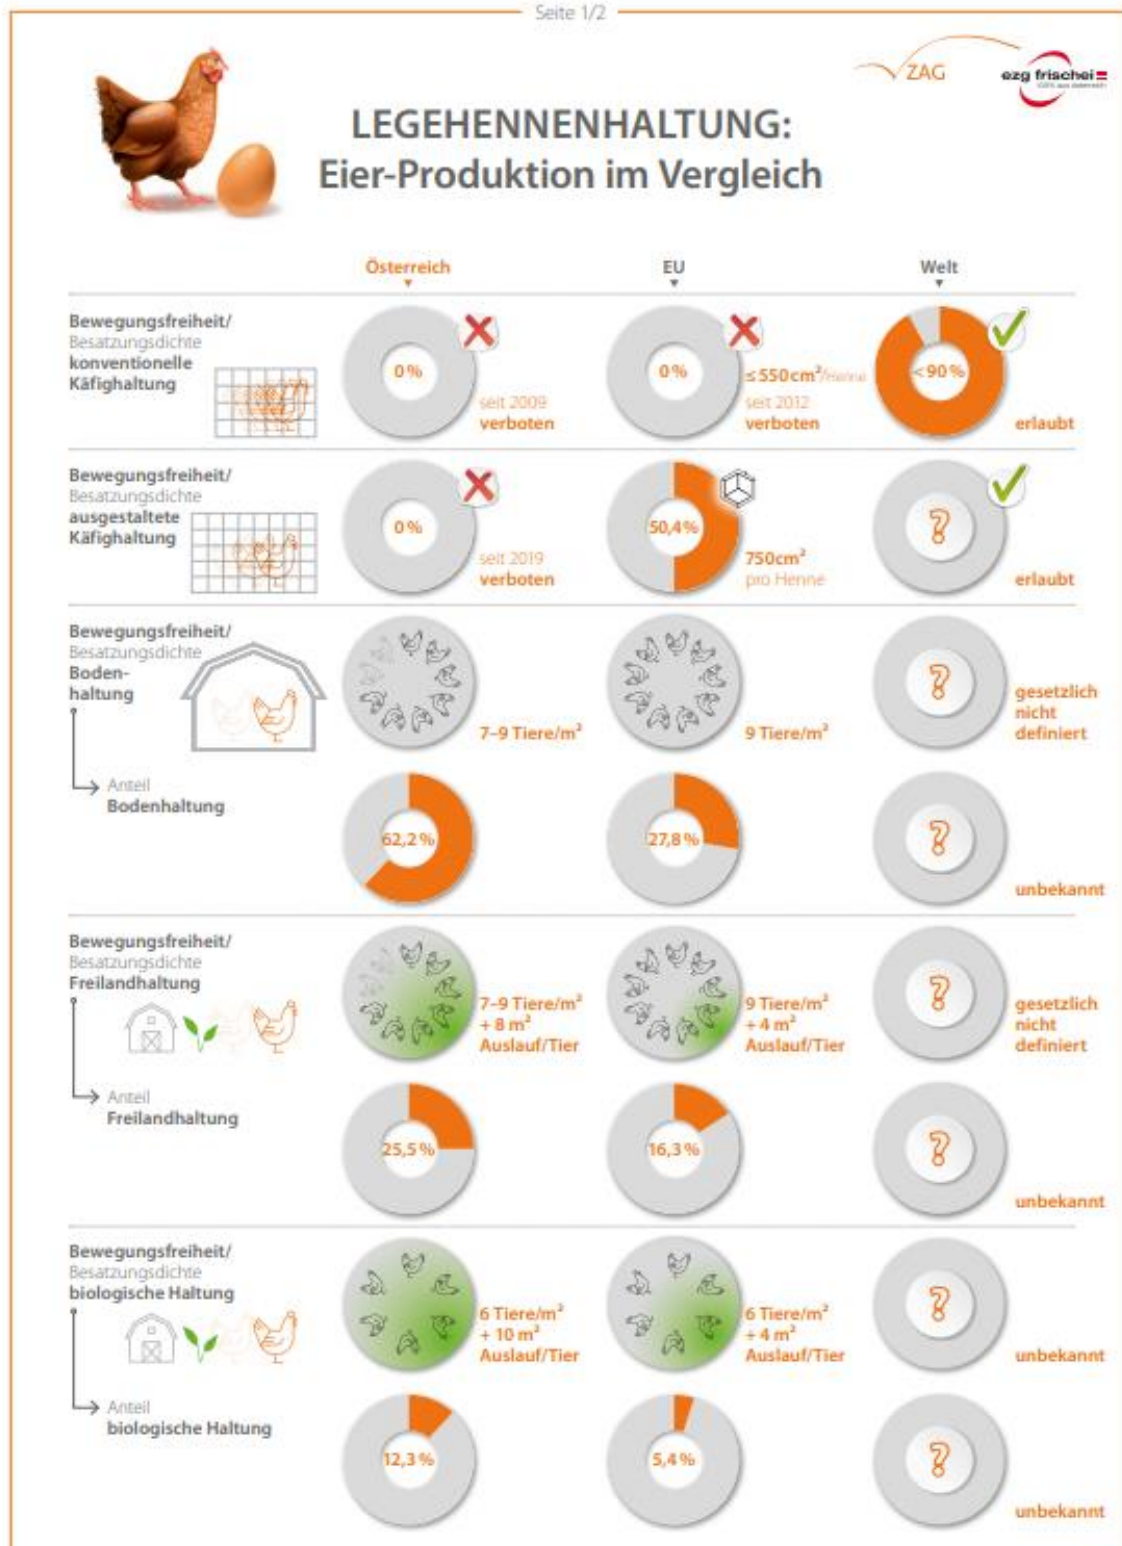 Seite 1/2
ZAG
ezg frischei
LEGEHENNENHALTUNG:
Eier-Produktion im Vergleich
Österreich
EU
Welt
Bewegungsfreiheit/
Besatzungsdichte
konventionelle
Käfighaltung
0 %
seit 2009
verboten
0 %
≤ 550 cm²/Henne
seit 2012
verboten
< 90 %
erlaubt
Bewegungsfreiheit/
Besatzungsdichte
ausgestaltete
Käfighaltung
0 %
seit 2019
verboten
50,4 %
750cm²
pro Henne
?
erlaubt
Bewegungsfreiheit/
Besatzungsdichte
Boden-
haltung
7–9 Tiere/m²
9 Tiere/m²
?
gesetzlich
nicht
definiert
Anteil
Bodenhaltung
62,2 %
27,8 %
?
unbekannt
Bewegungsfreiheit/
Besatzungsdichte
Freilandhaltung
7–9 Tiere/m²
+ 8 m²
Auslauf/Tier
9 Tiere/m²
+ 4 m²
Auslauf/Tier
?
gesetzlich
nicht
definiert
Anteil
Freilandhaltung
25,5 %
16,3 %
?
unbekannt
Bewegungsfreiheit/
Besatzungsdichte
biologische Haltung
6 Tiere/m²
+ 10 m²
Auslauf/Tier
6 Tiere/m²
+ 4 m²
Auslauf/Tier
?
unbekannt
Anteil
biologische Haltung
12,3 %
5,4 %
?
unbekannt